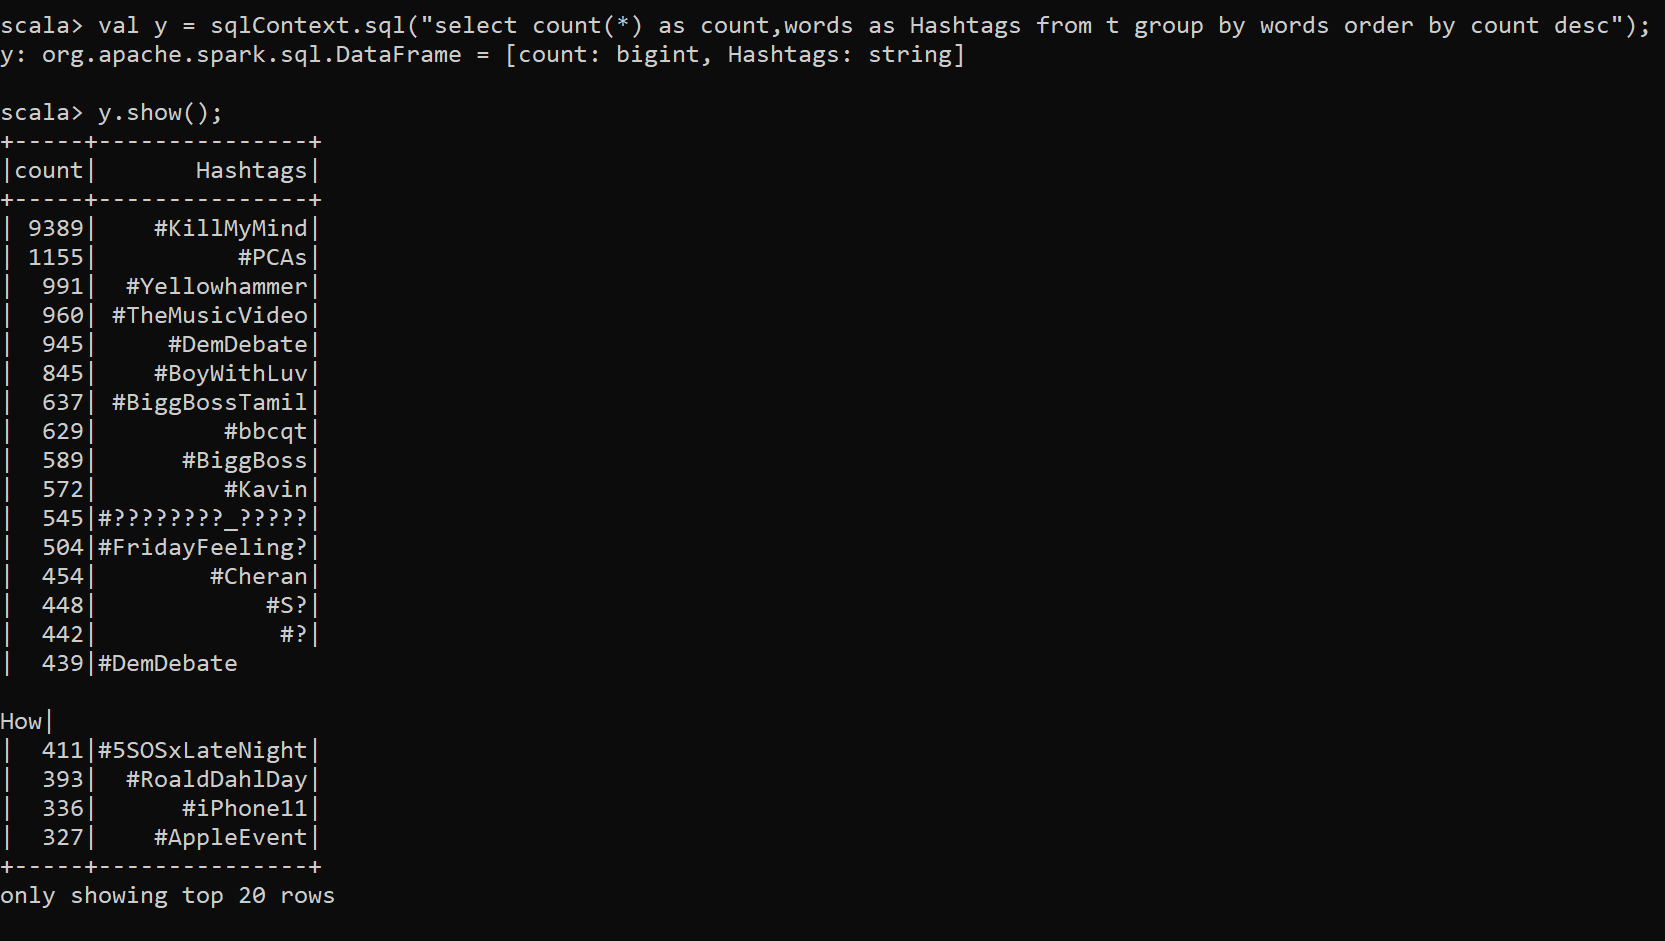 scala> val y = sqlContext.sql("select count(*) as count,words as Hashtags from t group by words order by count desc");
y: org.apache.spark.sql.DataFrame = [count: bigint, Hashtags: string]

scala> y.show();
+-----+---------------+
|count|       Hashtags|
+-----+---------------+
| 9389|    #KillMyMind|
| 1155|          #PCAs|
|  991|  #Yellowhammer|
|  960| #TheMusicVideo|
|  945|     #DemDebate|
|  845|    #BoyWithLuv|
|  637| #BiggBossTamil|
|  629|         #bbcqt|
|  589|      #BiggBoss|
|  572|         #Kavin|
|  545|#????????_?????|
|  504|#FridayFeeling?|
|  454|        #Cheran|
|  448|            #S?|
|  442|             #?|
|  439|#DemDebate

How|
|  411|#5SOSxLateNight|
|  393|  #RoaldDahlDay|
|  336|      #iPhone11|
|  327|    #AppleEvent|
+-----+---------------+
only showing top 20 rows